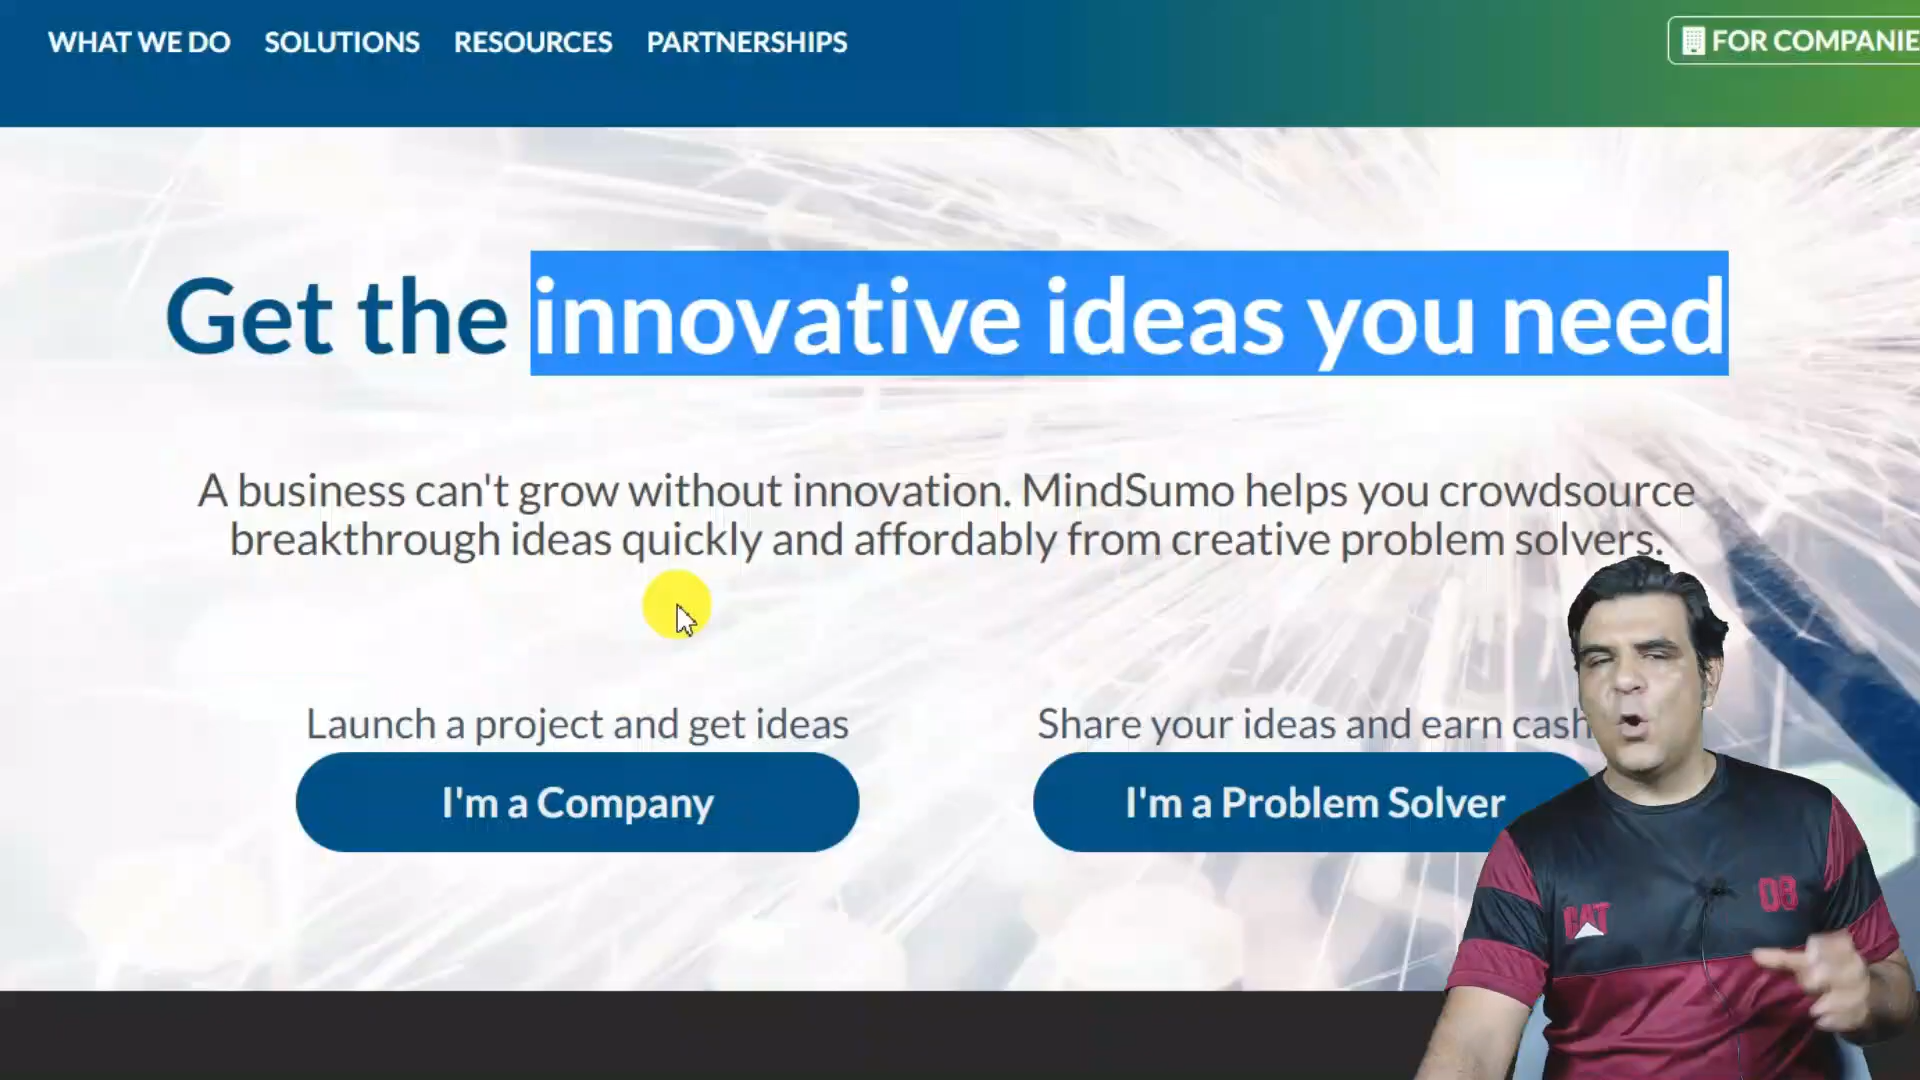 WHAT WE DO SOLUTIONS RESOURCES PARTNERSHIPS FOR COMPANIE
Get the innovative ideas you need
A business can't grow without innovation. MindSumo helps you crowdsource
breakthrough ideas quickly and affordably from creative problem solvers.
Launch a project and get ideas Share your ideas and earn cash
I'm a Company I'm a Problem Solver
CAT 08